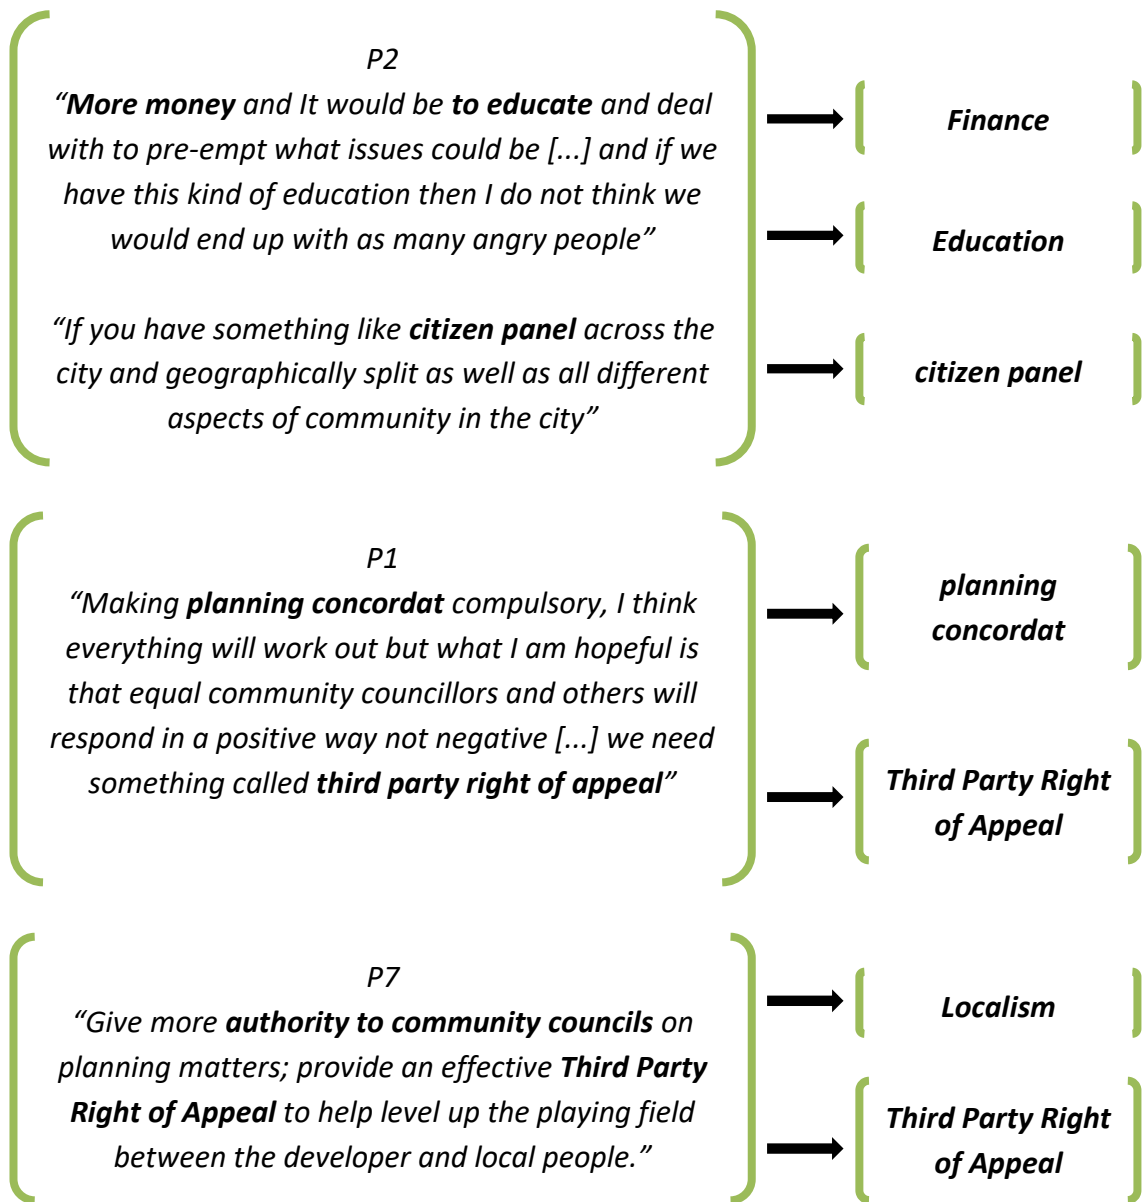 P2
“More money and It would be to educate and deal
with to pre-empt what issues could be [...] and if we
have this kind of education then I do not think we
would end up with as many angry people”
“If you have something like citizen panel across the
city and geographically split as well as all different
aspects of community in the city”
Finance
Education
citizen panel
P1
“Making planning concordat compulsory, I think
everything will work out but what I am hopeful is
that equal community councillors and others will
respond in a positive way not negative [...] we need
something called third party right of appeal”
planning
concordat
Third Party Right
of Appeal
P7
“Give more authority to community councils on
planning matters; provide an effective Third Party
Right of Appeal to help level up the playing field
between the developer and local people.”
Localism
Third Party Right
of Appeal